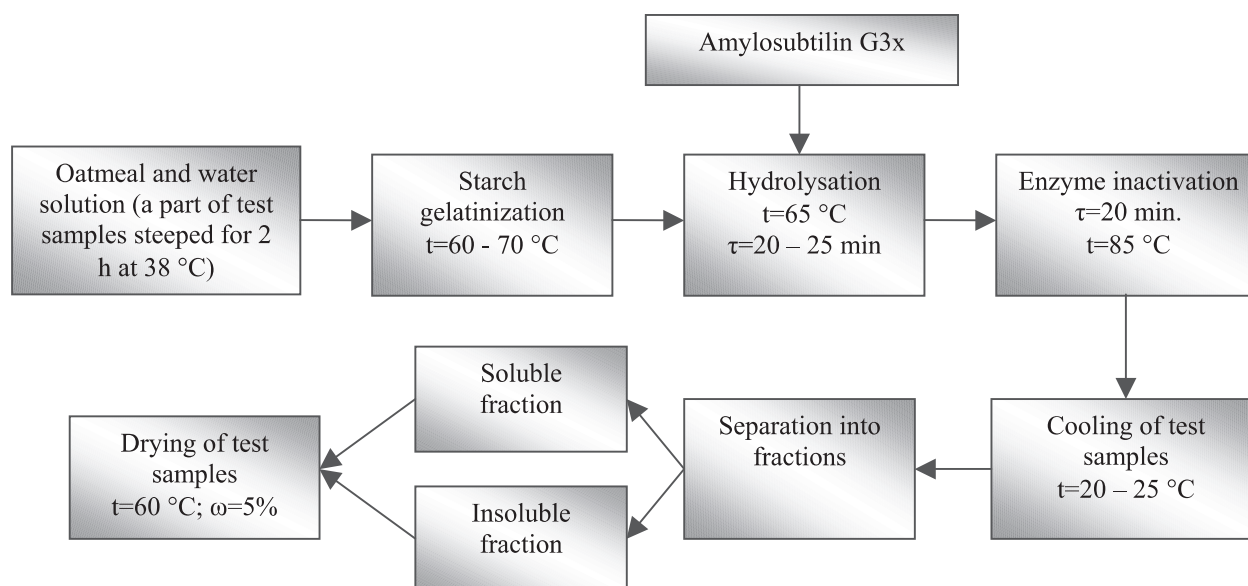 Amylosubtilin G3x
Oatmeal and water
solution (a part of test
samples steeped for 2
h at 38 °C)
Starch
gelatinization
t=60 - 70 °C
Hydrolysation
t=65 °C
τ=20 – 25 min
Enzyme inactivation
τ=20 min.
t=85 °C
Cooling of test
samples
t=20 – 25 °C
Separation into
fractions
Soluble
fraction
Insoluble
fraction
Drying of test
samples
t=60 °C; ω=5%